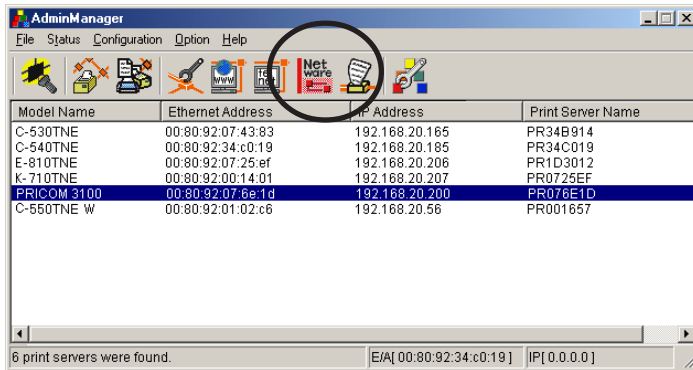 AdminManager
File Status Configuration Option Help
www
tel
net
Net
ware
Model Name Ethernet Address IP Address Print Server Name
C-530TNE 00:80:92:07:43:83 192.168.20.165 PR34B914
C-540TNE 00:80:92:34:c0:19 192.168.20.185 PR34C019
E-810TNE 00:80:92:07:25:ef 192.168.20.206 PR1D3012
K-710TNE 00:80:92:00:14:01 192.168.20.207 PR0725EF
PRICOM 3100 00:80:92:07:6e:1d 192.168.20.200 PR076E1D
C-550TNE W 00:80:92:01:02:c6 192.168.20.56 PR001657
6 print servers were found. E/A[ 00:80:92:34:c0:19 ] IP[ 0.0.0.0 ]